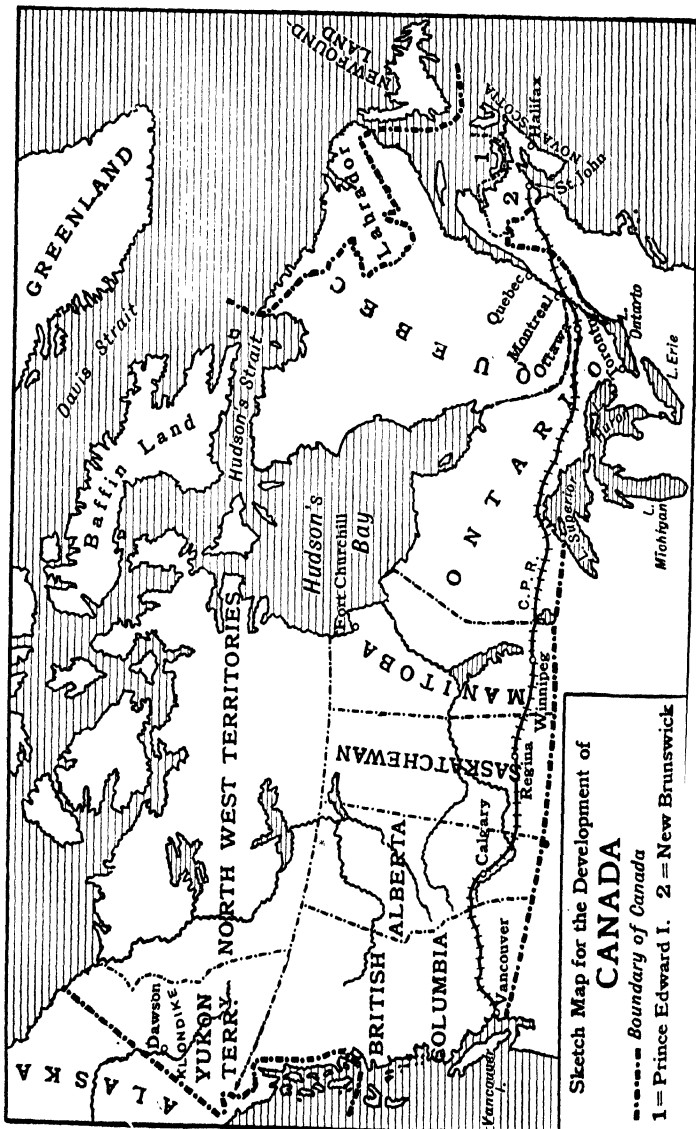 GREENLAND
Davis Strait
Baffin Land
Hudson's Strait
Hudson's
Bay
Fort Churchill
NORTH WEST TERRITORIES
ALASKA
Dawson
KLONDIKE
YUKON
TERRY.
BRITISH
COLUMBIA
ALBERTA
SASKATCHEWAN
MANITOBA
ONTARIO
QUEBEC
Labrador
NEWFOUND-
LAND
NOVA SCOTIA
Halifax
St. John
1
2
Quebec
Montreal
Ottawa
Toronto
L. Ontario
L. Erie
L. Huron
L. Superior
L.
Michigan
C.P.R.
Winnipeg
Regina
Calgary
Vancouver
Vancouver
I.
Sketch Map for the Development of
CANADA
Boundary of Canada
1=Prince Edward I. 2=New Brunswick